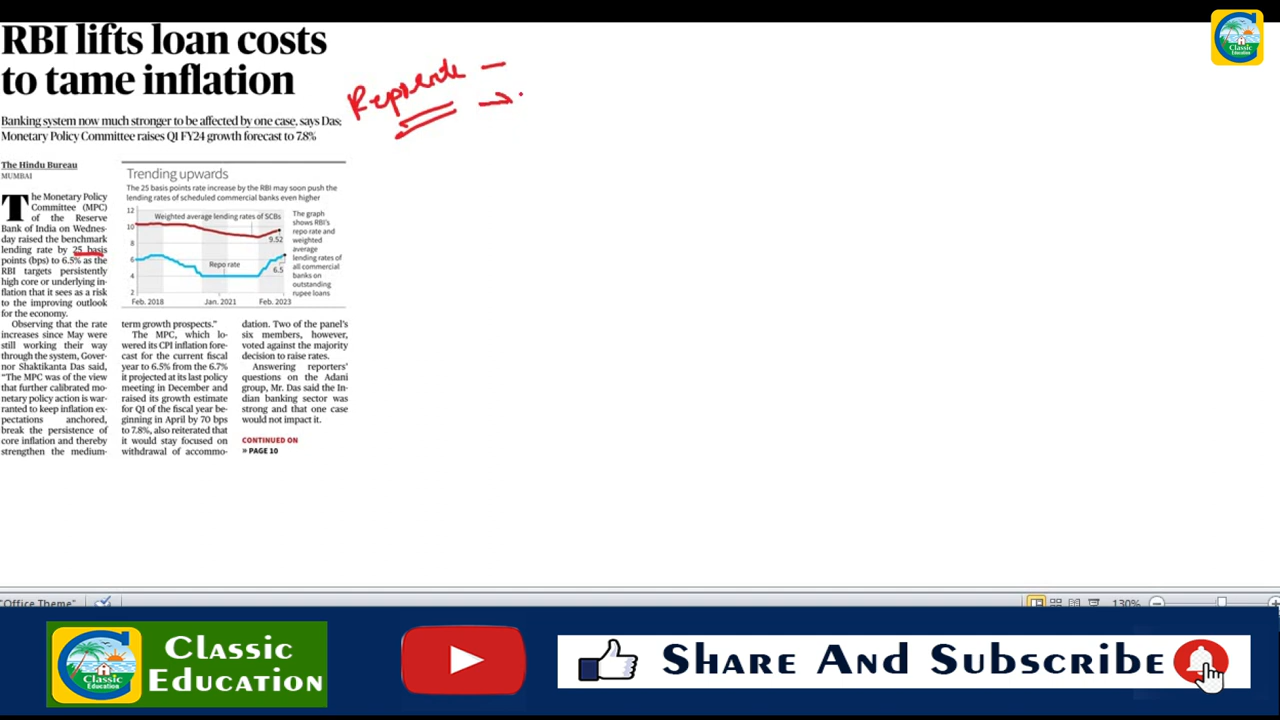 RBI lifts loan costs
to tame inflation
Banking system now much stronger to be affected by one case, says Das;
Monetary Policy Committee raises Q1 FY24 growth forecast to 7.8%
Reporate –
→
The Hindu Bureau
MUMBAI
The Monetary Policy
Committee (MPC)
of the Reserve
Bank of India on Wednes-
day raised the benchmark
lending rate by 25 basis
points (bps) to 6.5% as the
RBI targets persistently
high core or underlying in-
flation that it sees as a risk
to the improving outlook
for the economy.
Observing that the rate
increases since May were
still working their way
through the system, Gover-
nor Shaktikanta Das said,
"The MPC was of the view
that further calibrated mo-
netary policy action is war-
ranted to keep inflation ex-
pectations anchored,
break the persistence of
core inflation and thereby
strengthen the medium-
Trending upwards
The 25 basis points rate increase by the RBI may soon push the
lending rates of scheduled commercial banks even higher
12
10
8
6
4
2
Weighted average lending rates of SCBs
9.52
Repo rate
6.5
Feb. 2018
Jan. 2021
Feb. 2023
The graph
shows RBI's
repo rate and
weighted
average
lending rates of
all commercial
banks on
outstanding
rupee loans
term growth prospects."
The MPC, which lo-
wered its CPI inflation fore-
cast for the current fiscal
year to 6.5% from the 6.7%
it projected at its last policy
meeting in December and
raised its growth estimate
for Q1 of the fiscal year be-
ginning in April by 70 bps
to 7.8%, also reiterated that
it would stay focused on
withdrawal of accommo-
dation. Two of the panel's
six members, however,
voted against the majority
decision to raise rates.
Answering reporters'
questions on the Adani
group, Mr. Das said the In-
dian banking sector was
strong and that one case
would not impact it.
CONTINUED ON
» PAGE 10
Classic
Education
"Office Theme"
130%
Classic
Education
Classic
Education
Share And Subscribe